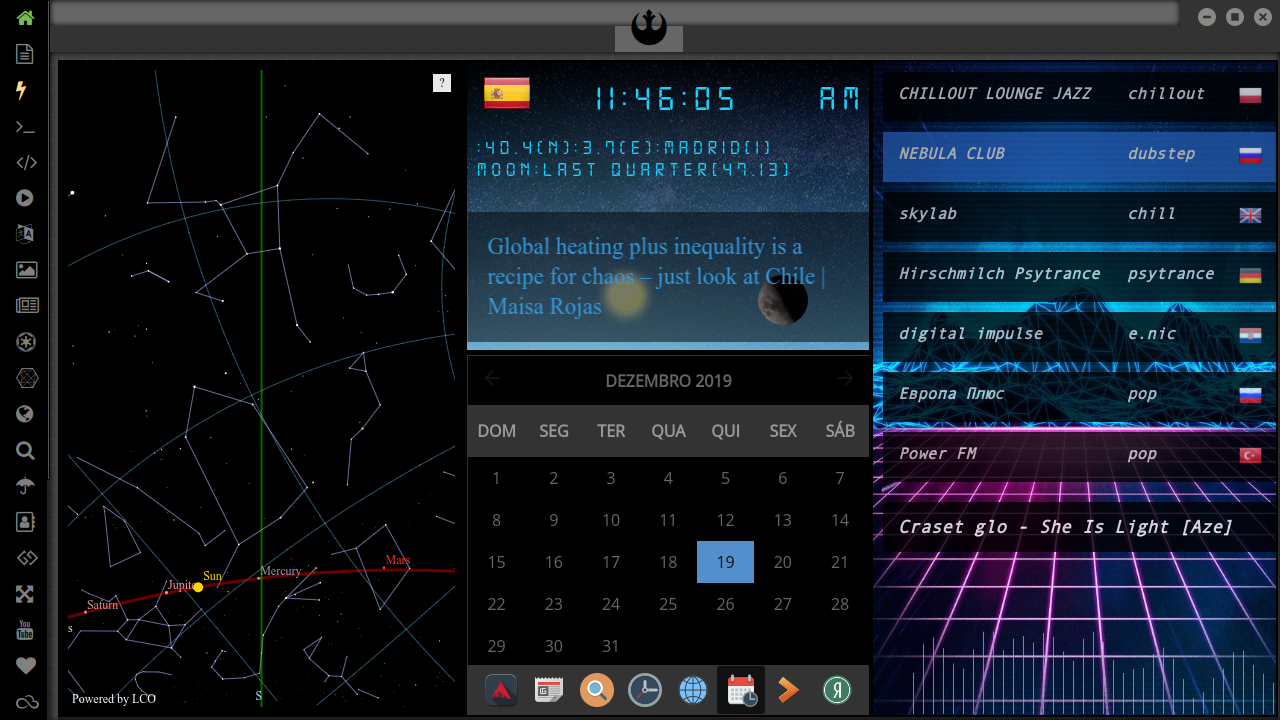 ?
Saturn
Jupite
Sun
Mercury
Mars
s
S
Powered by LCO
11:46:05 AM
:40.4(N):3.7(E):MADRID(1)
MOON:LAST QUARTER(47.13)
Global heating plus inequality is a
recipe for chaos – just look at Chile |
Maisa Rojas
DEZEMBRO 2019
DOM SEG TER QUA QUI SEX SÁB
1 2 3 4 5 6 7
8 9 10 11 12 13 14
15 16 17 18 19 20 21
22 23 24 25 26 27 28
29 30 31
CHILLOUT LOUNGE JAZZ chillout
NEBULA CLUB dubstep
skylab chill
Hirschmilch Psytrance psytrance
digital impulse e.nic
Европа Плюс pop
Power FM pop
Craset glo - She Is Light [Aze]
You
Tube
Я